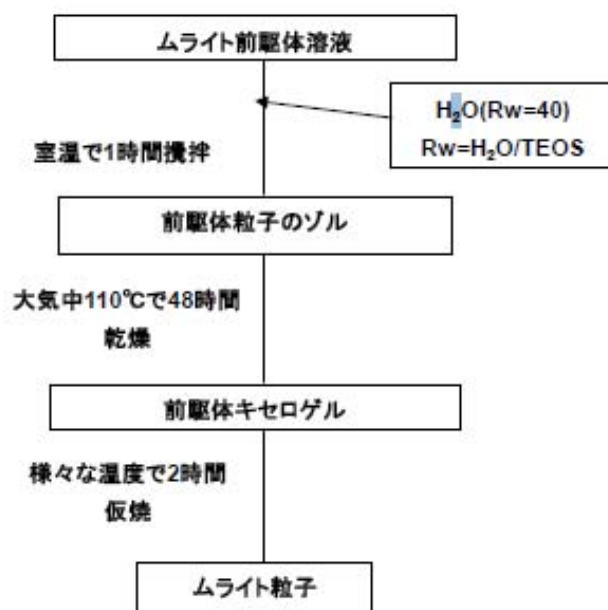 ムライト前駆体溶液
H₂O(Rw=40)
Rw=H₂O/TEOS
室温で1時間攪拌
前駆体粒子のゾル
大気中110℃で48時間
乾燥
前駆体キセロゲル
様々な温度で2時間
仮焼
ムライト粒子